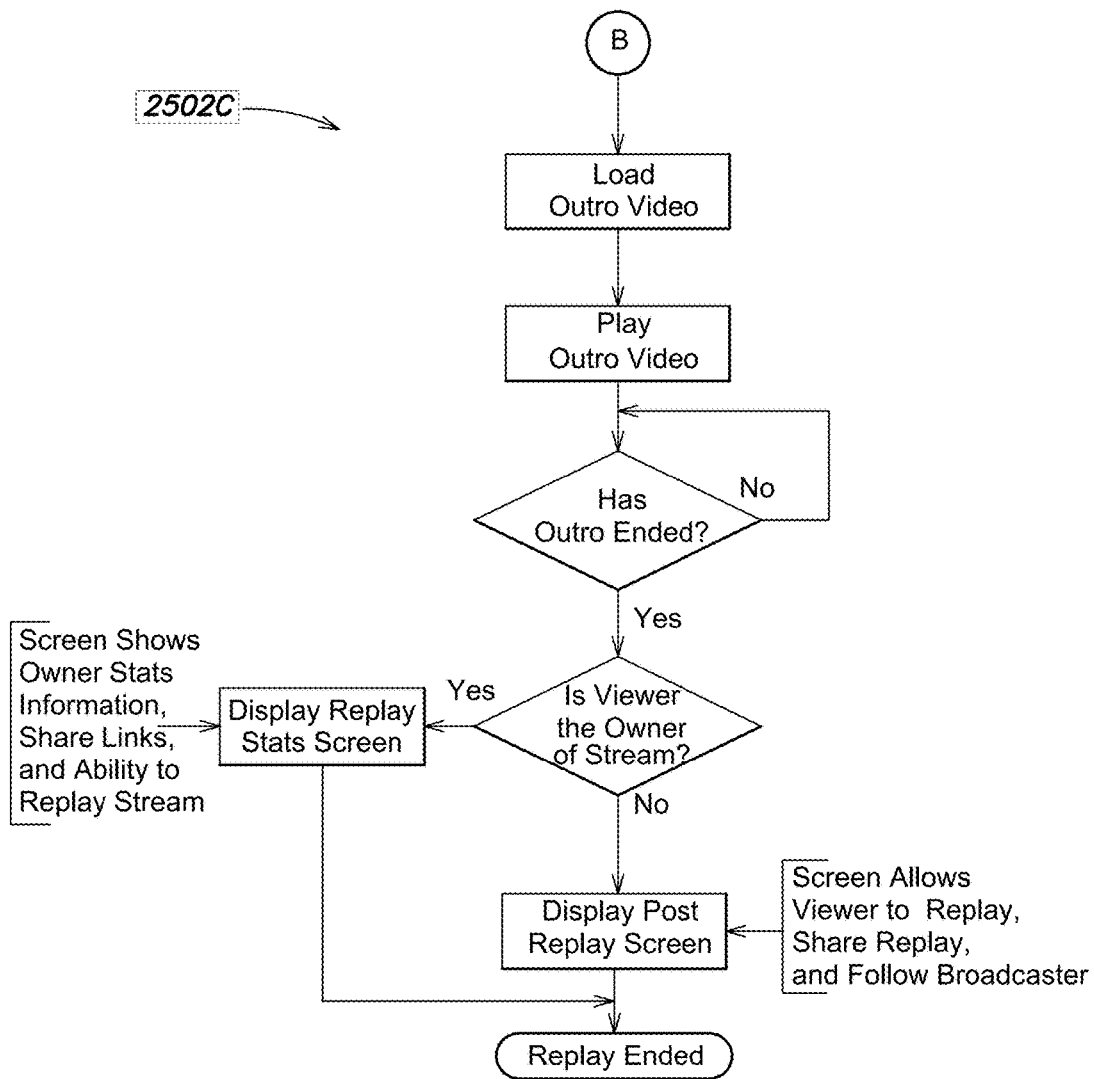 B
2502C
Load
Outro Video
Play
Outro Video
Has
Outro Ended?
No
Yes
Screen Shows
Owner Stats
Information,
Share Links,
and Ability to
Replay Stream
Display Replay
Stats Screen
Yes
Is Viewer
the Owner
of Stream?
No
Display Post
Replay Screen
Screen Allows
Viewer to Replay,
Share Replay,
and Follow Broadcaster
Replay Ended